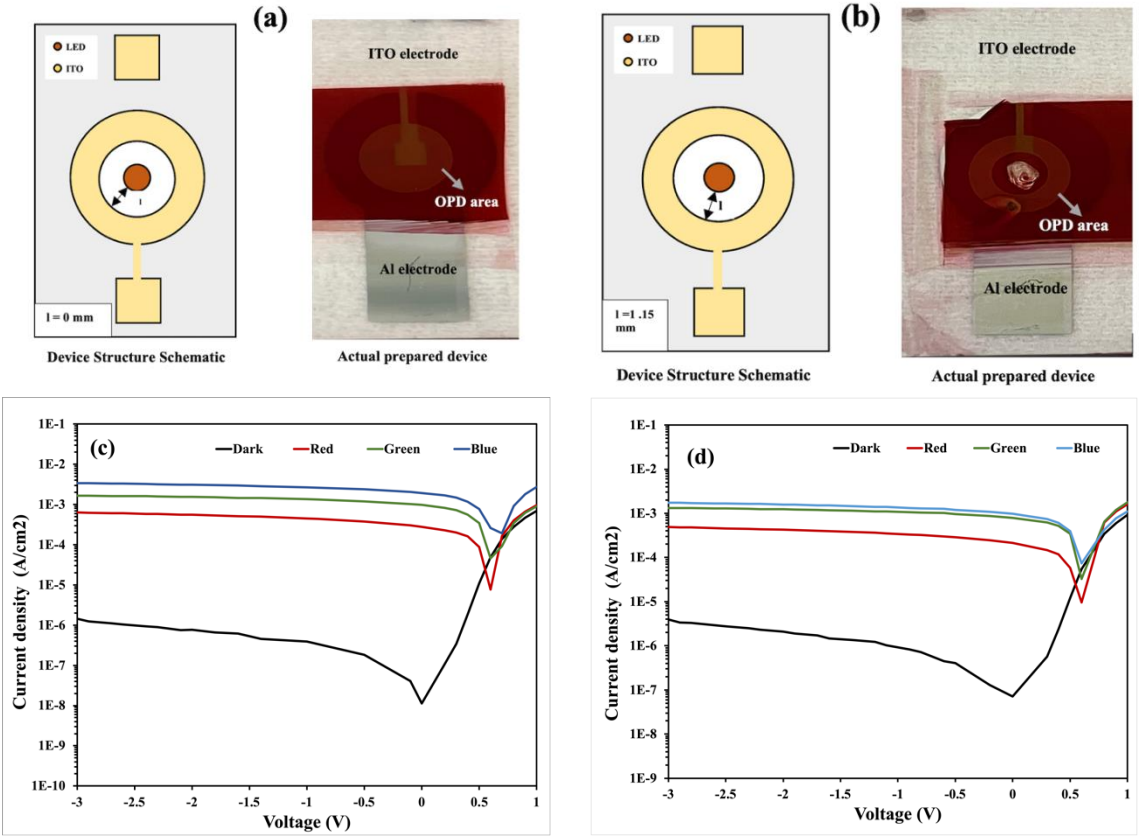 (a)
LED
ITO
l
l = 0 mm
Device Structure Schematic
ITO electrode
OPD area
Al electrode
Actual prepared device
(b)
LED
ITO
l
l =1 .15
mm
Device Structure Schematic
ITO electrode
OPD area
Al electrode
Actual prepared device
(c)
Dark Red Green Blue
Current density (A/cm2)
1E-1
1E-2
1E-3
1E-4
1E-5
1E-6
1E-7
1E-8
1E-9
1E-10
-3 -2.5 -2 -1.5 -1 -0.5 0 0.5 1
Voltage (V)
(d)
Dark Red Green Blue
Current density (A/cm2)
1E-1
1E-2
1E-3
1E-4
1E-5
1E-6
1E-7
1E-8
1E-9
-3 -2.5 -2 -1.5 -1 -0.5 0 0.5 1
Voltage (V)